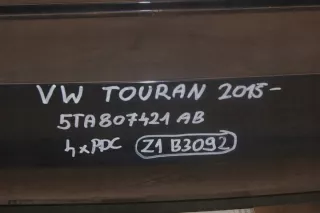 VW TOURAN 2015-
5TA807421 AB
4xPDC Z1 B3092